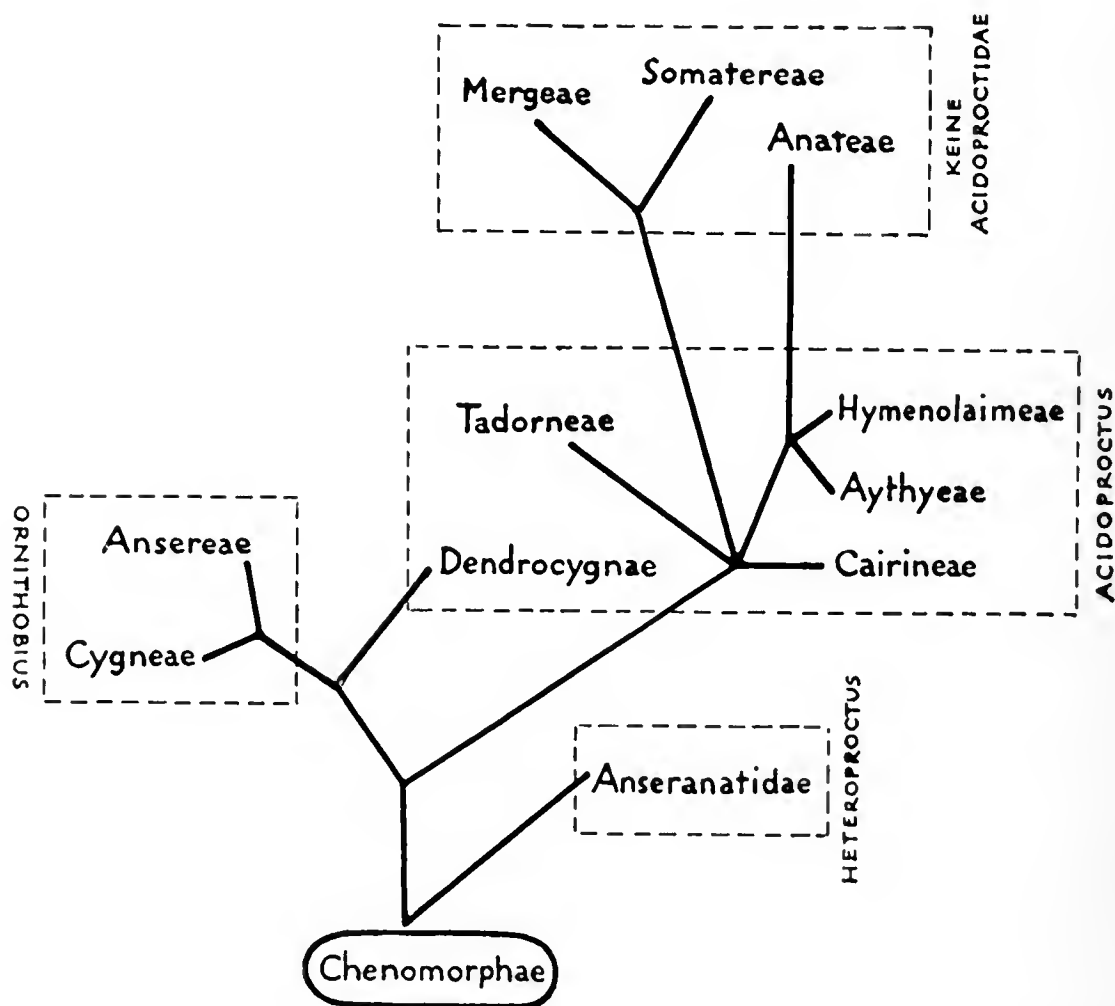 Mergeae
Somatereae
Anateae
KEINE
ACIDOPROCTIDAE
Tadorneae
Hymenolaimeae
Aythyeae
Dendrocygnae
Cairineae
ACIDOPROCTUS
Ansereae
Cygneae
ORNITHOBIUS
Anseranatidae
HETEROPROCTUS
Chenomorphae